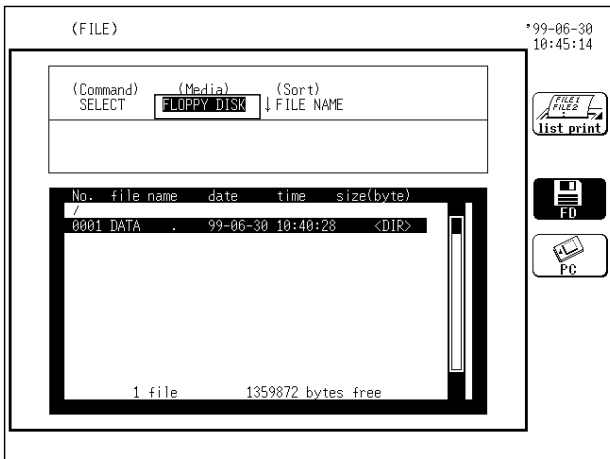 (FILE)
'99-06-30
10:45:14
(Command) (Media) (Sort)
SELECT FLOPPY DISK ↓FILE NAME
FILE1
FILE2
list print
No. file name date time size(byte)
/
0001 DATA . 99-06-30 10:40:28 <DIR>
FD
PC
1 file 1359872 bytes free